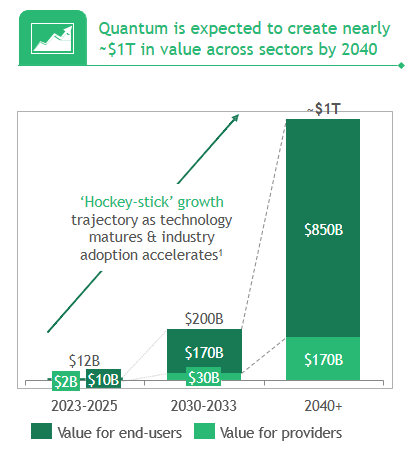 Quantum is expected to create nearly
~$1T in value across sectors by 2040
~$1T
'Hockey-stick' growth
trajectory as technology
matures & industry
adoption accelerates¹
$850B
$200B
$170B
$170B
$12B
$2B
$10B
$30B
2023-2025
2030-2033
2040+
Value for end-users
Value for providers